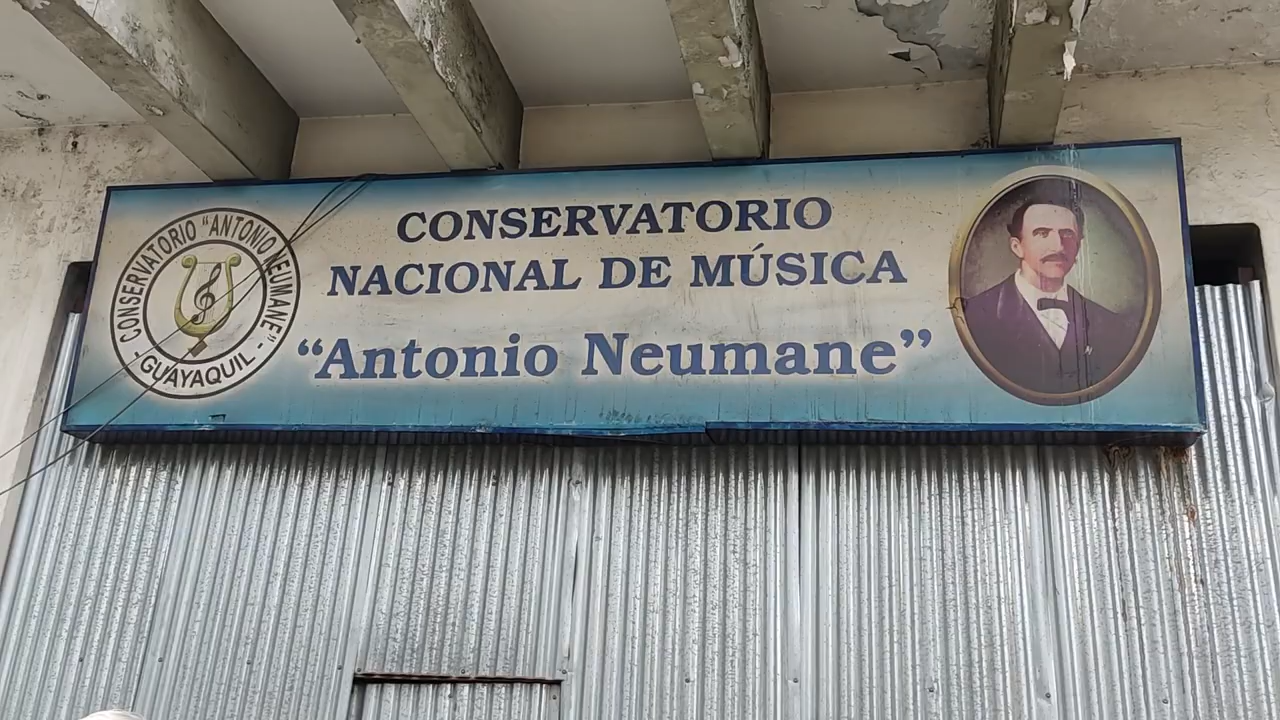 CONSERVATORIO "ANTONIO NEUMANE"
- GUAYAQUIL -
CONSERVATORIO
NACIONAL DE MÚSICA
“Antonio Neumane”